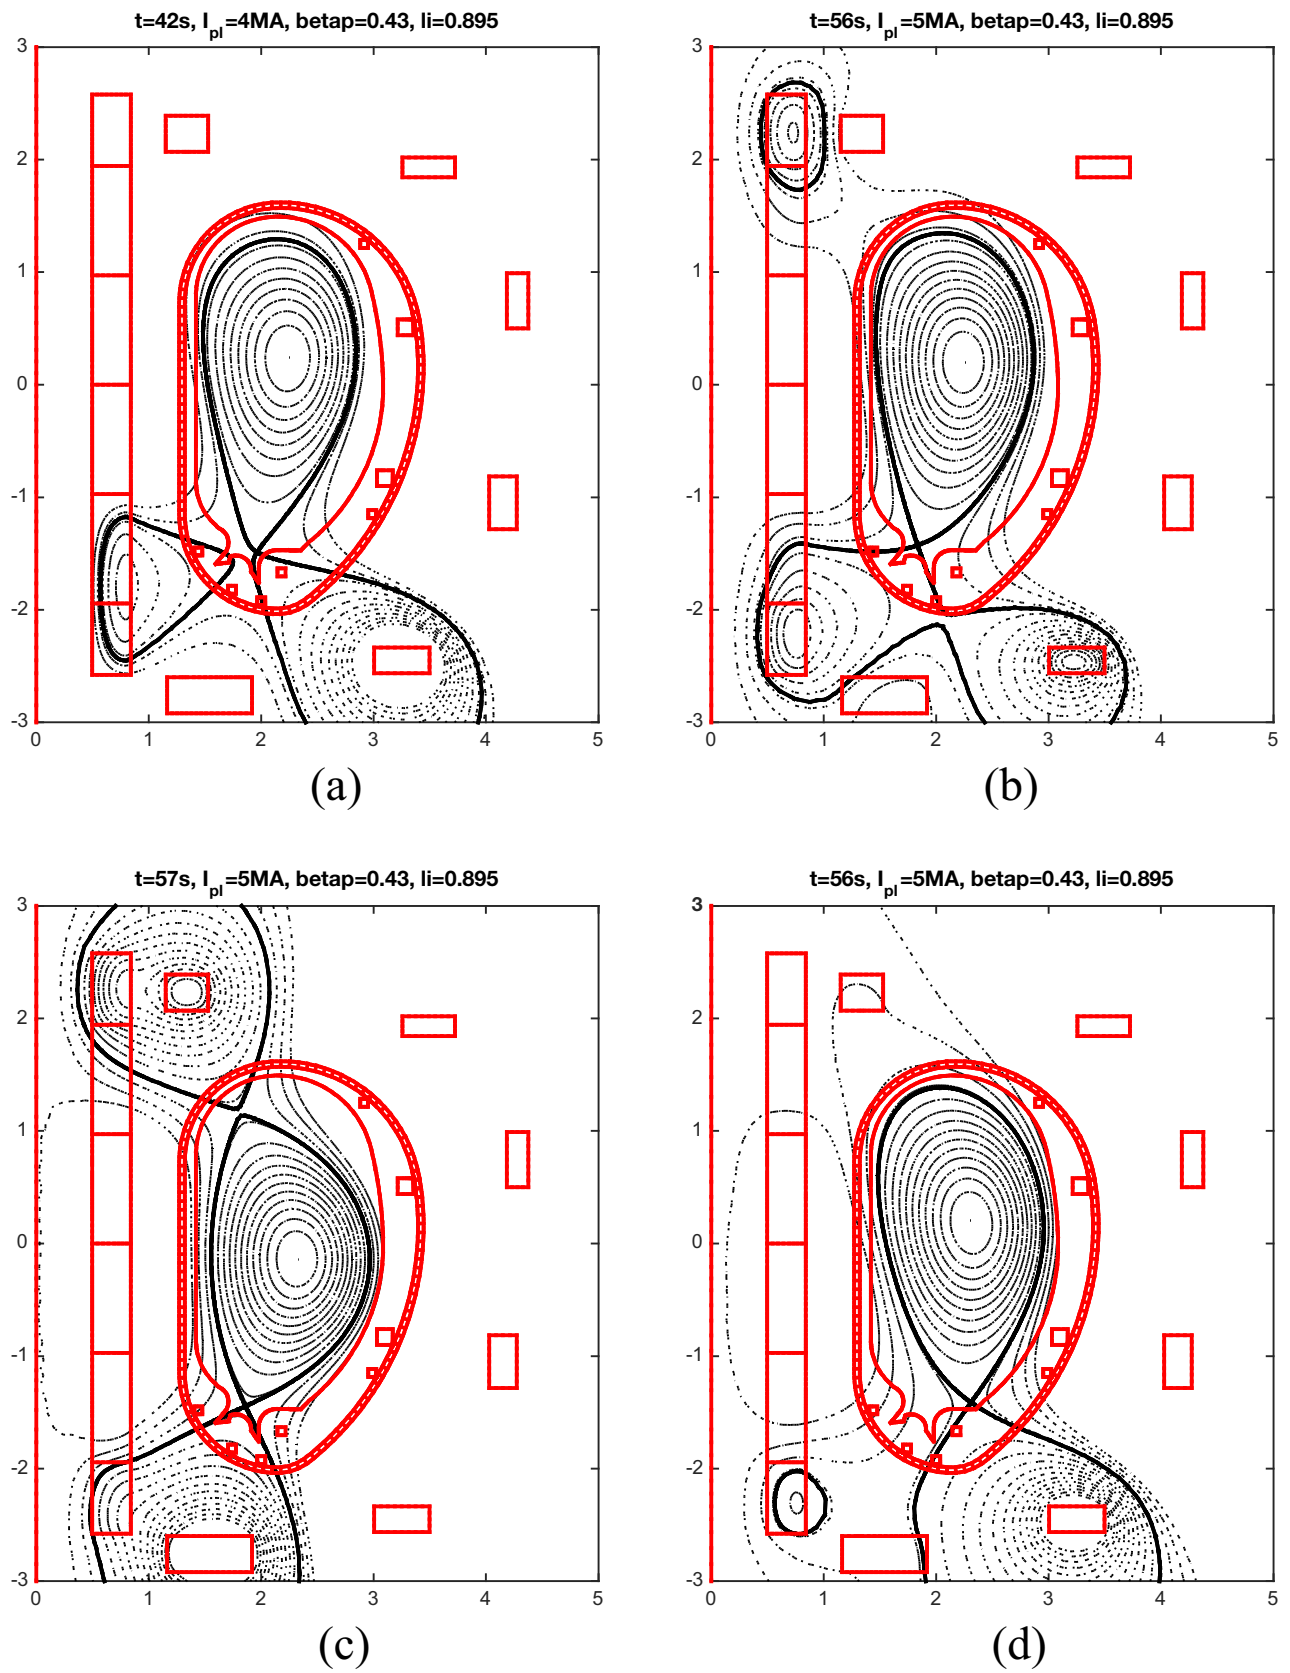 t=42s, I_pl=4MA, betap=0.43, li=0.895
3
2
1
0
-1
-2
-3
0 1 2 3 4 5
(a)
t=56s, I_pl=5MA, betap=0.43, li=0.895
3
2
1
0
-1
-2
-3
0 1 2 3 4 5
(b)
t=57s, I_pl=5MA, betap=0.43, li=0.895
3
2
1
0
-1
-2
-3
0 1 2 3 4 5
(c)
t=56s, I_pl=5MA, betap=0.43, li=0.895
3
2
1
0
-1
-2
-3
0 1 2 3 4 5
(d)